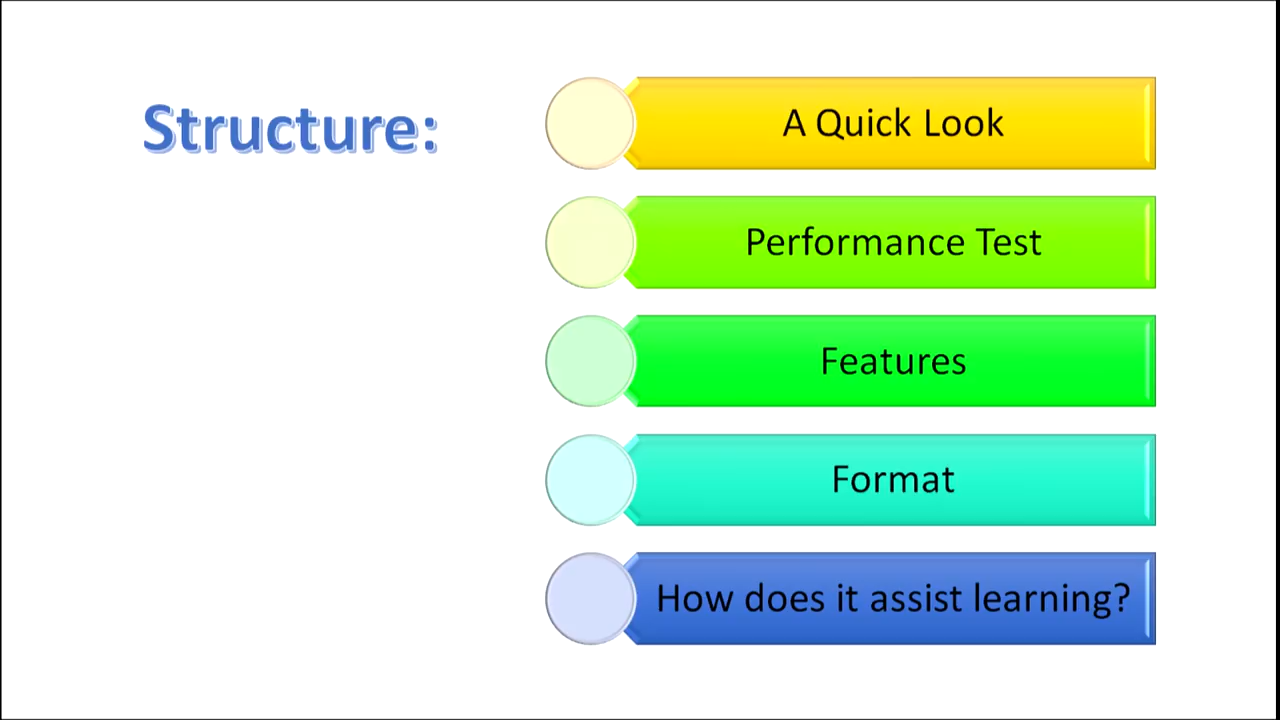 Structure:
A Quick Look
Performance Test
Features
Format
How does it assist learning?